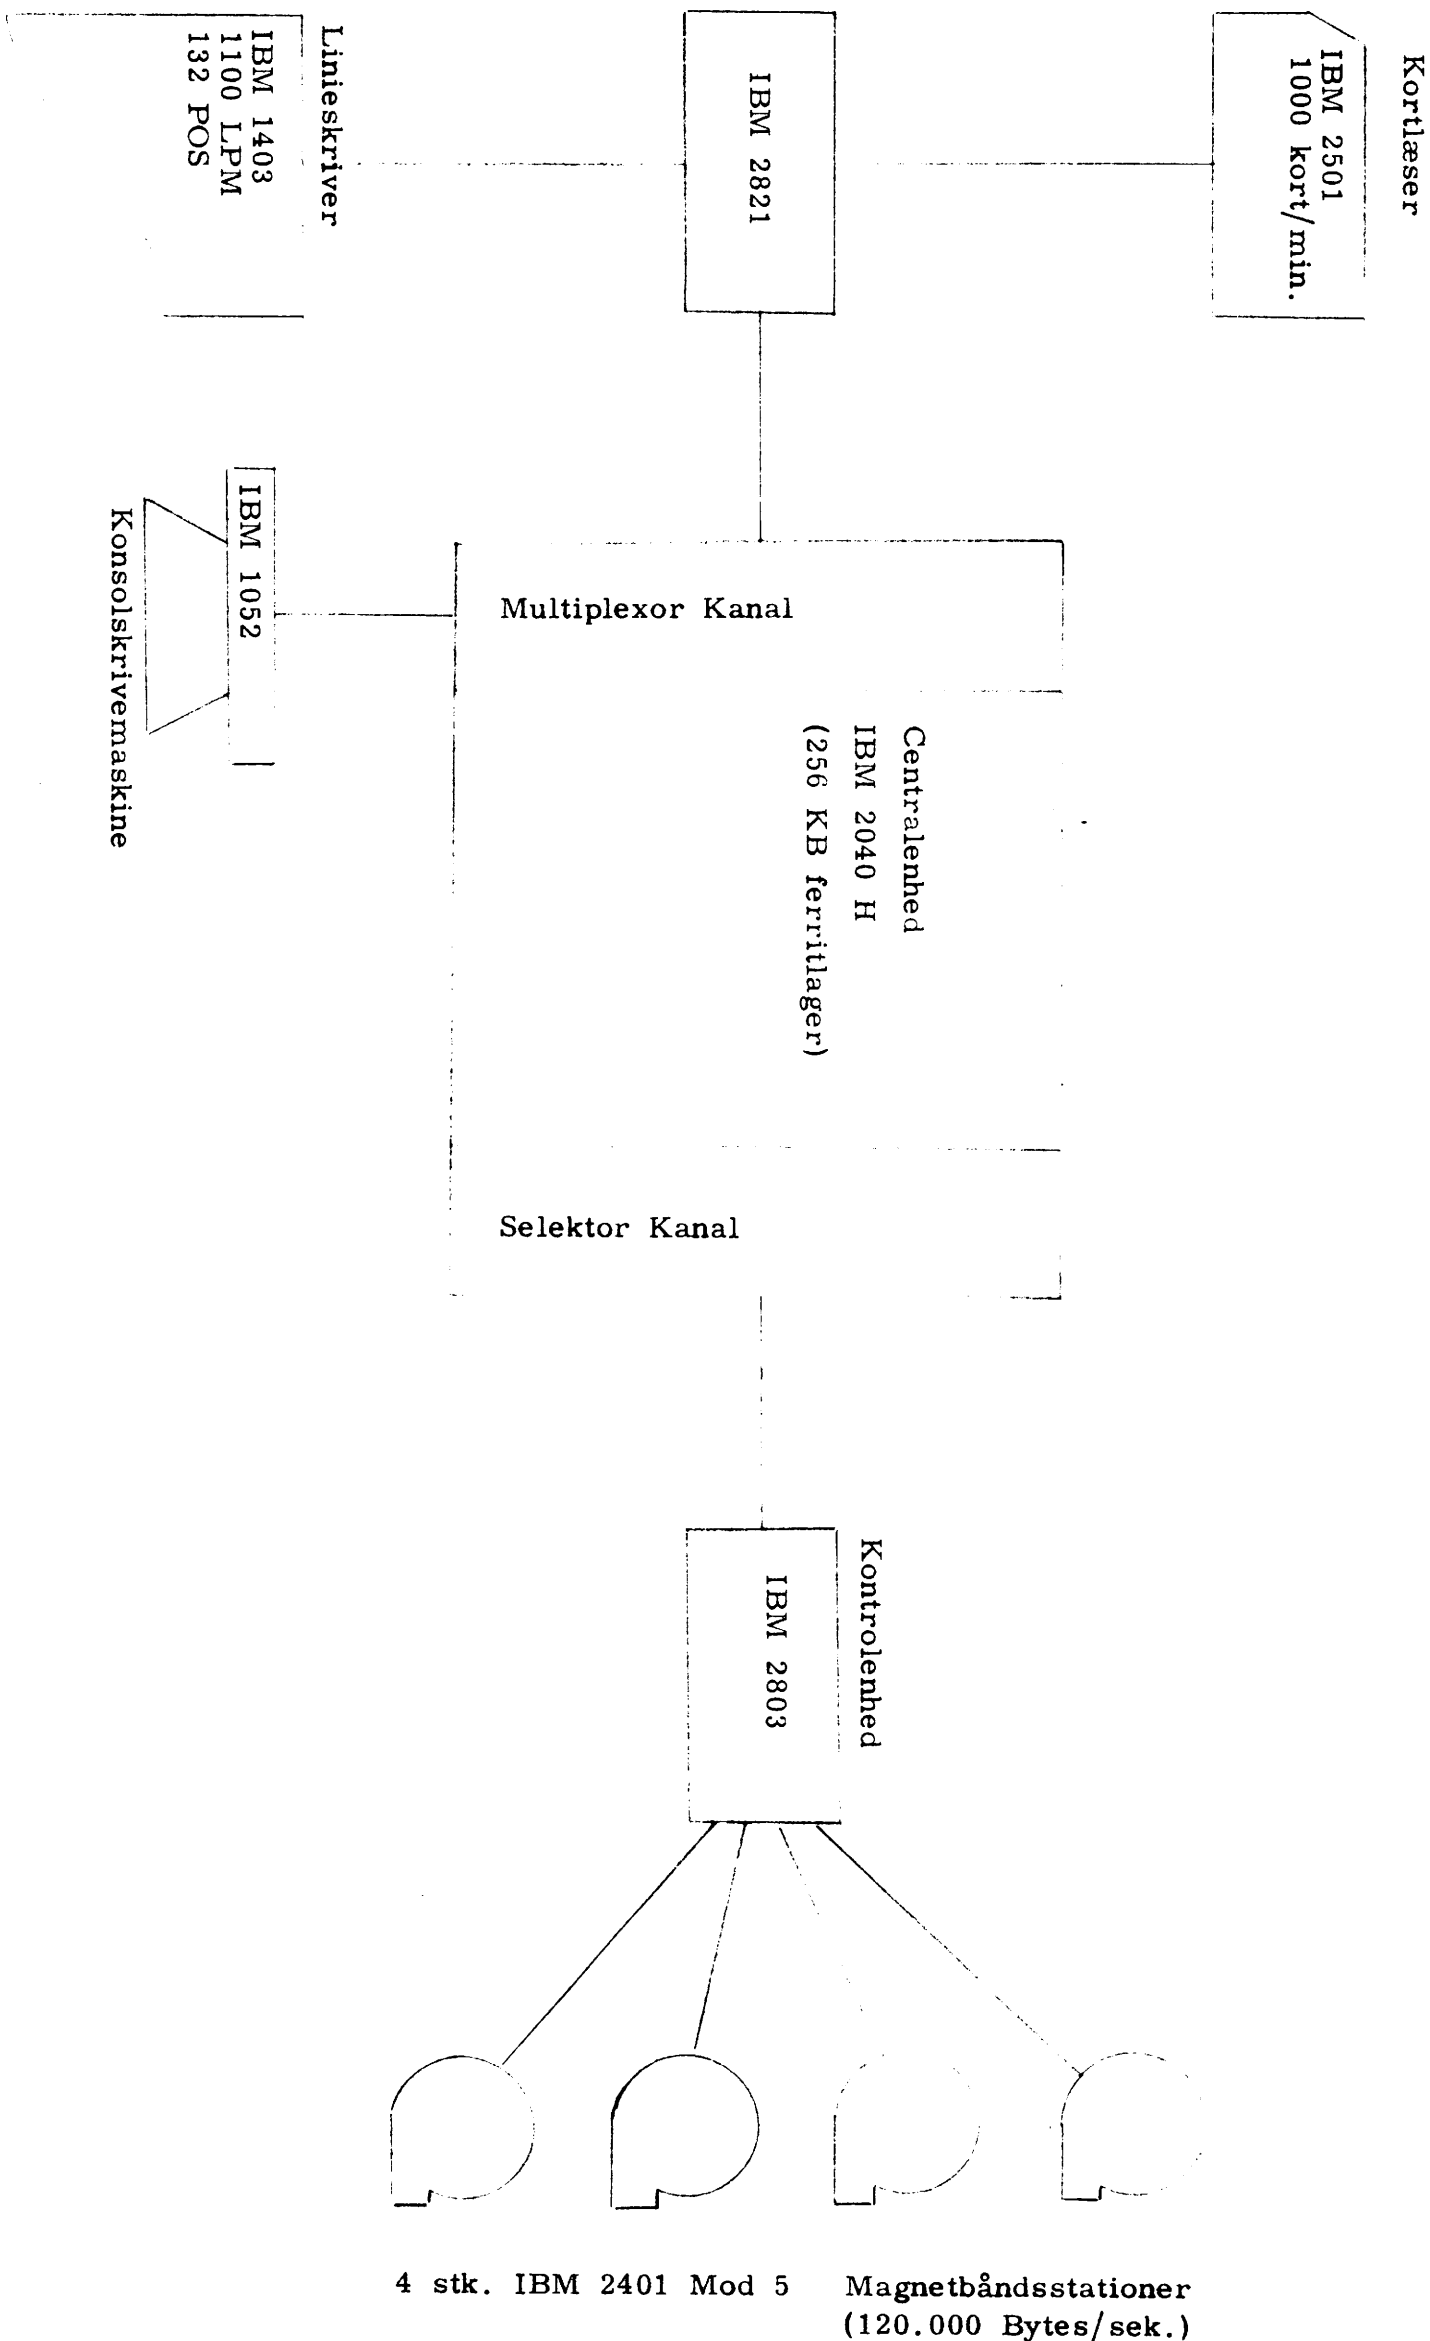 Kortlæser
IBM 2501
1000 kort/min.
IBM 2821
Linieskriver
IBM 1403
1100 LPM
132 POS
IBM 1052
Konsolskrivemaskine
Multiplexor Kanal
Centralenhed
IBM 2040 H
(256 KB ferritlager)
Selektor Kanal
Kontrolenhed
IBM 2803
4 stk. IBM 2401 Mod 5 Magnetbåndsstationer
(120.000 Bytes/sek.)